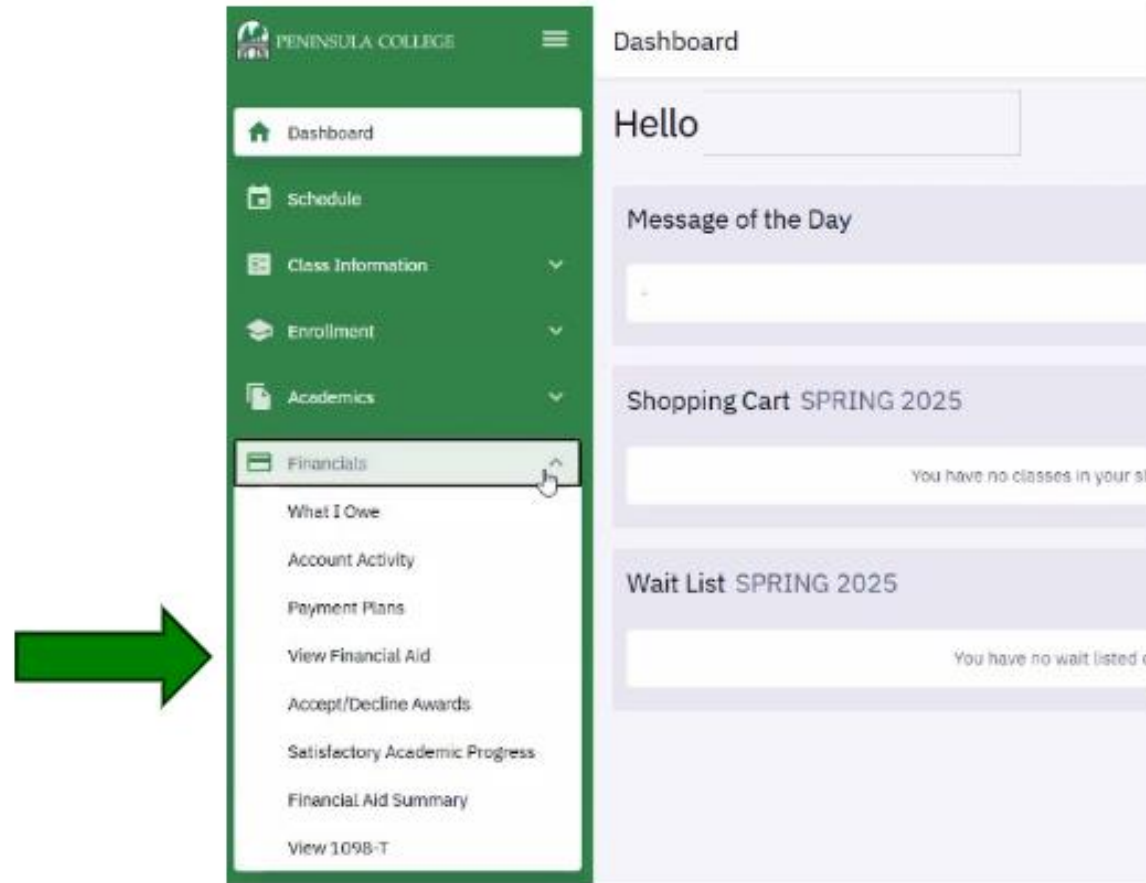 PENINSULA COLLEGE
Dashboard
Schedule
Class Information
Enrollment
Academics
Financials
What I Owe
Account Activity
Payment Plans
View Financial Aid
Accept/Decline Awards
Satisfactory Academic Progress
Financial Aid Summary
View 1098-T
Dashboard
Hello
Message of the Day
Shopping Cart SPRING 2025
You have no classes in your
Wait List SPRING 2025
You have no wait listed